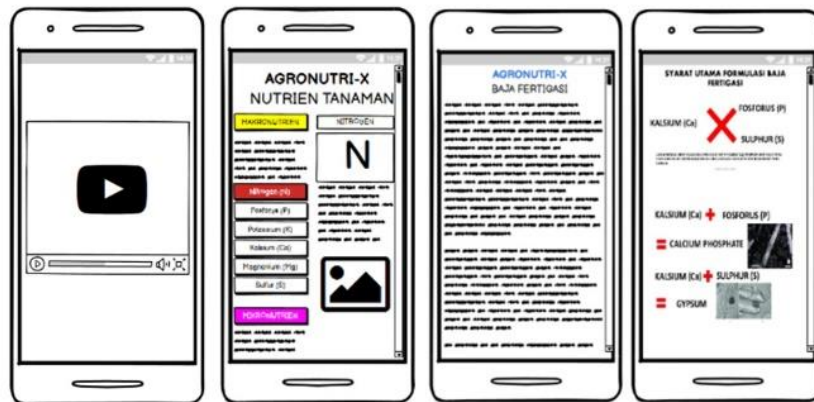 AGRONUTRI-X
NUTRIEN TANAMAN
MAKRONUTRIEN
NITROGEN
N
Nitrogen (N)
Fosforus (P)
Potassium (K)
Kalsium (Ca)
Magnesium (Mg)
Sulfur (S)
MIKRONUTRIEN
AGRONUTRI-X
BAJA FERTIGASI
SYARAT UTAMA FORMULASI BAJA
FERTIGASI
FOSFORUS (P)
KALSIUM (Ca)
SULPHUR (S)
KALSIUM (Ca) + FOSFORUS (P)
= CALCIUM PHOSPHATE
KALSIUM (Ca) + SULPHUR (S)
= GYPSUM